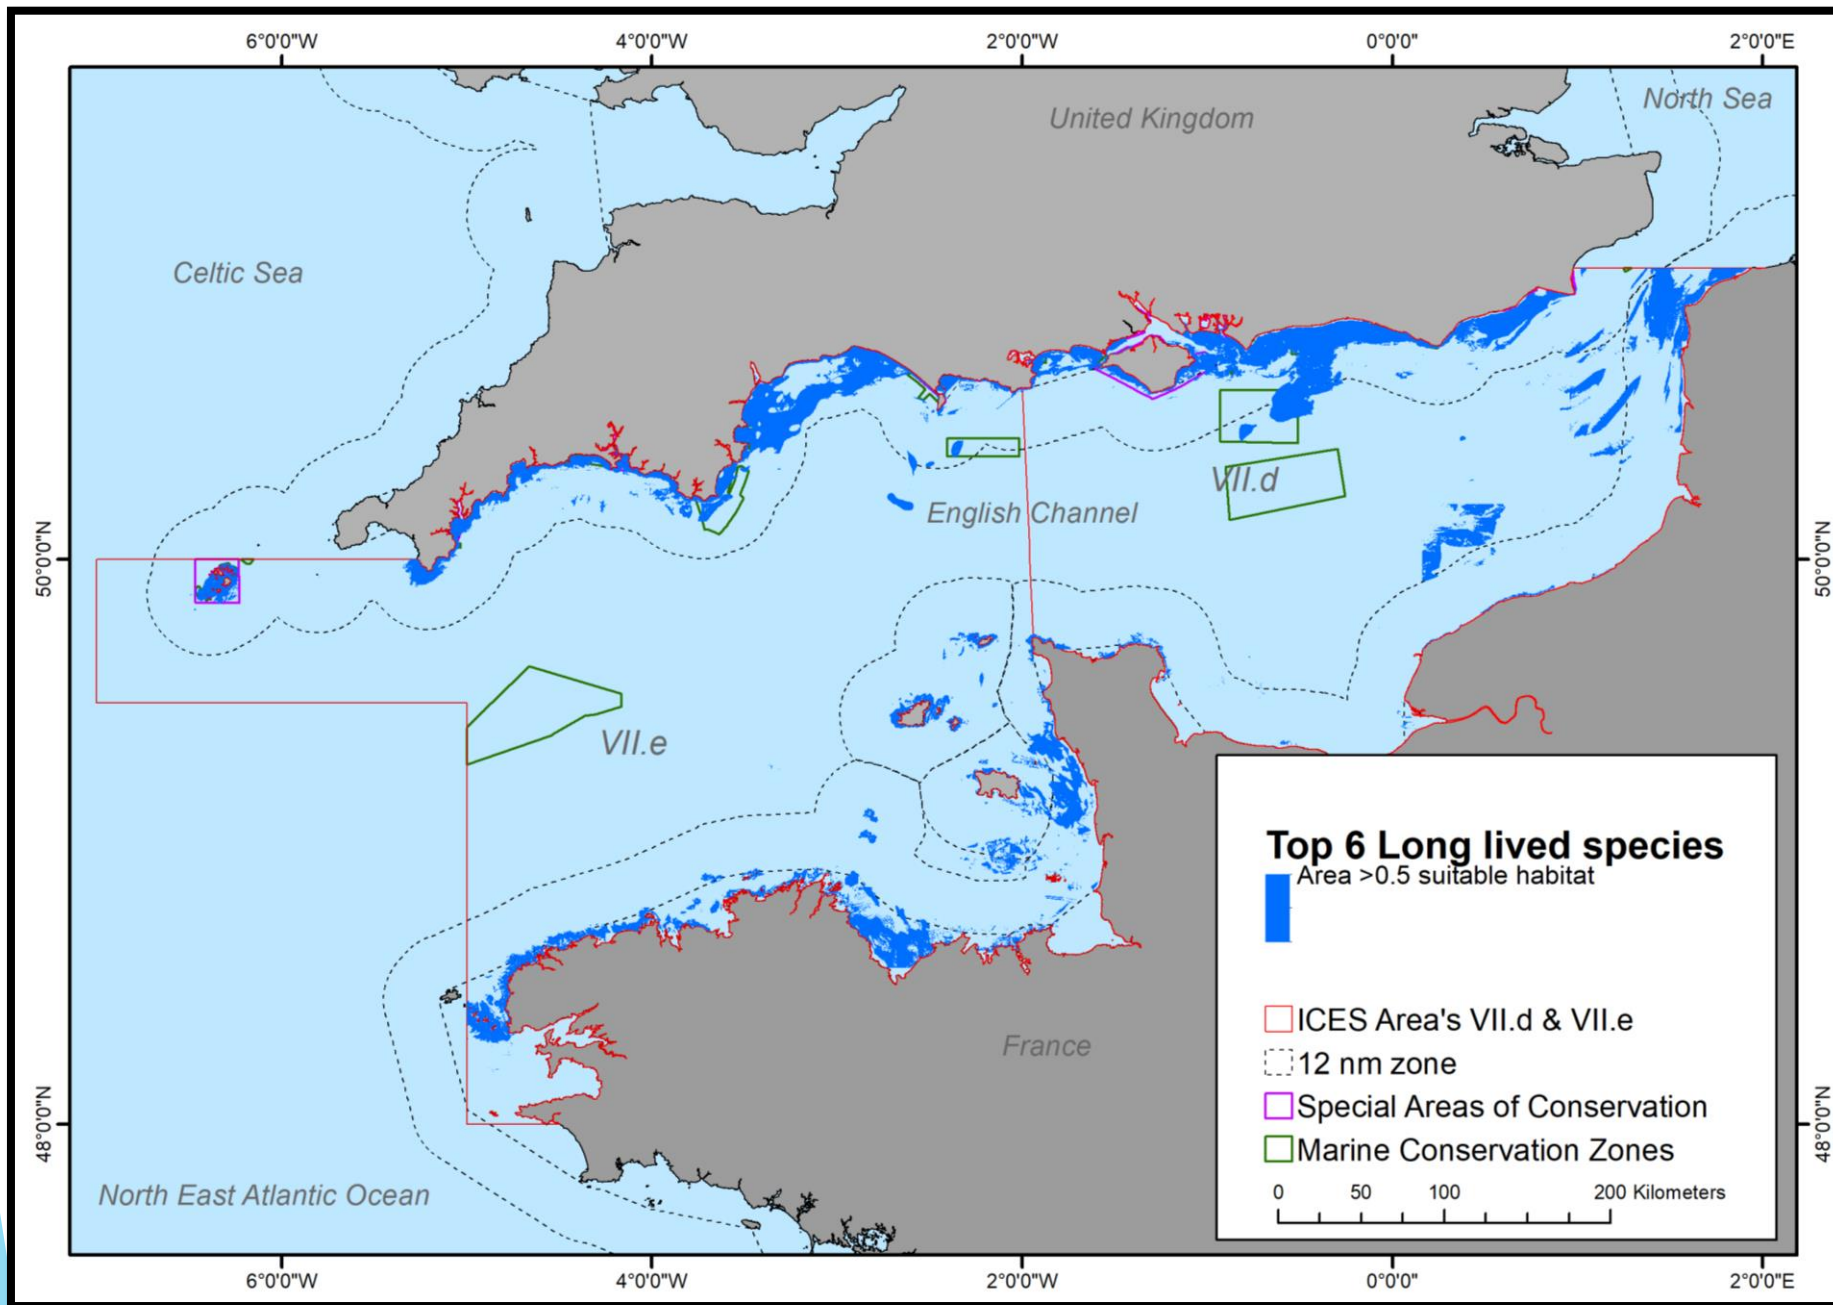 6°0'0"W 4°0'0"W 2°0'0"W 0°0'0" 2°0'0"E
North Sea
United Kingdom
Celtic Sea
VII.d
English Channel
50°0'0"N 50°0'0"N
VII.e
Top 6 Long lived species
Area >0.5 suitable habitat
ICES Area's VII.d & VII.e
France
12 nm zone
Special Areas of Conservation
48°0'0"N 48°0'0"N
Marine Conservation Zones
North East Atlantic Ocean
0 50 100 200 Kilometers
6°0'0"W 4°0'0"W 2°0'0"W 0°0'0" 2°0'0"E